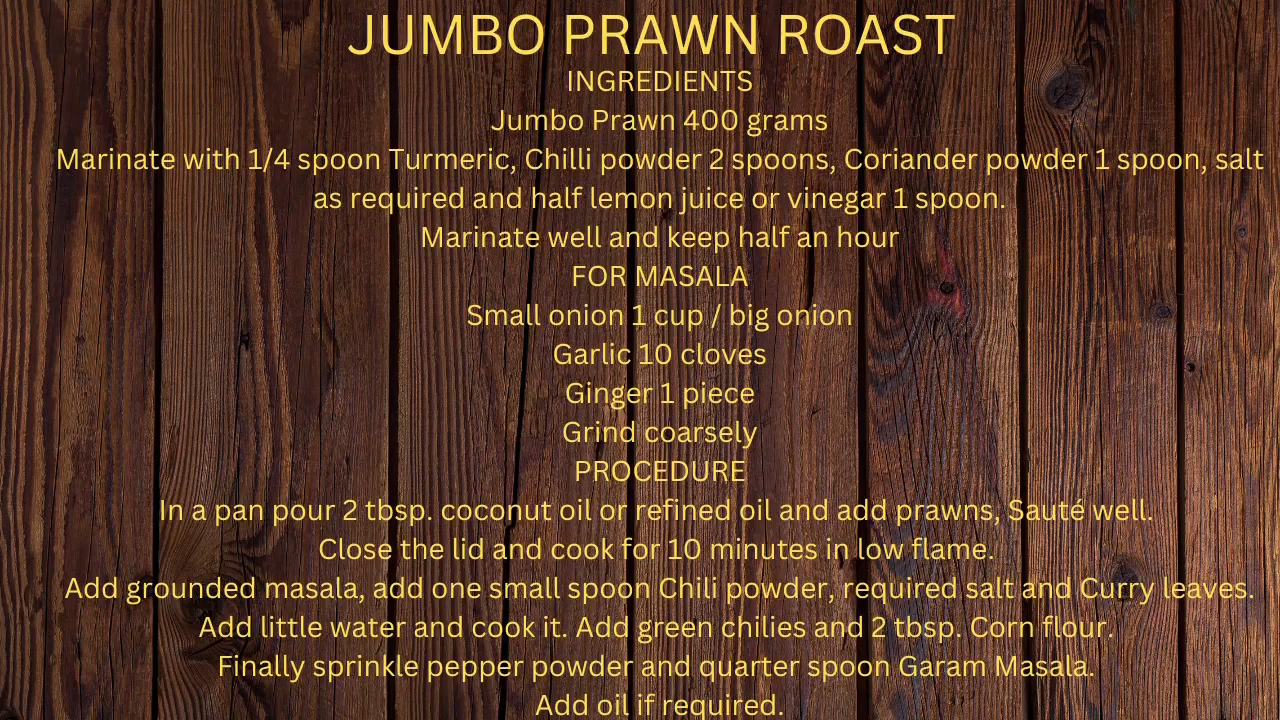 JUMBO PRAWN ROAST
INGREDIENTS
Jumbo Prawn 400 grams
Marinate with 1/4 spoon Turmeric, Chilli powder 2 spoons, Coriander powder 1 spoon, salt
as required and half lemon juice or vinegar 1 spoon.
Marinate well and keep half an hour
FOR MASALA
Small onion 1 cup / big onion
Garlic 10 cloves
Ginger 1 piece
Grind coarsely
PROCEDURE
In a pan pour 2 tbsp. coconut oil or refined oil and add prawns, Sauté well.
Close the lid and cook for 10 minutes in low flame.
Add grounded masala, add one small spoon Chili powder, required salt and Curry leaves.
Add little water and cook it. Add green chilies and 2 tbsp. Corn flour.
Finally sprinkle pepper powder and quarter spoon Garam Masala.
Add oil if required.